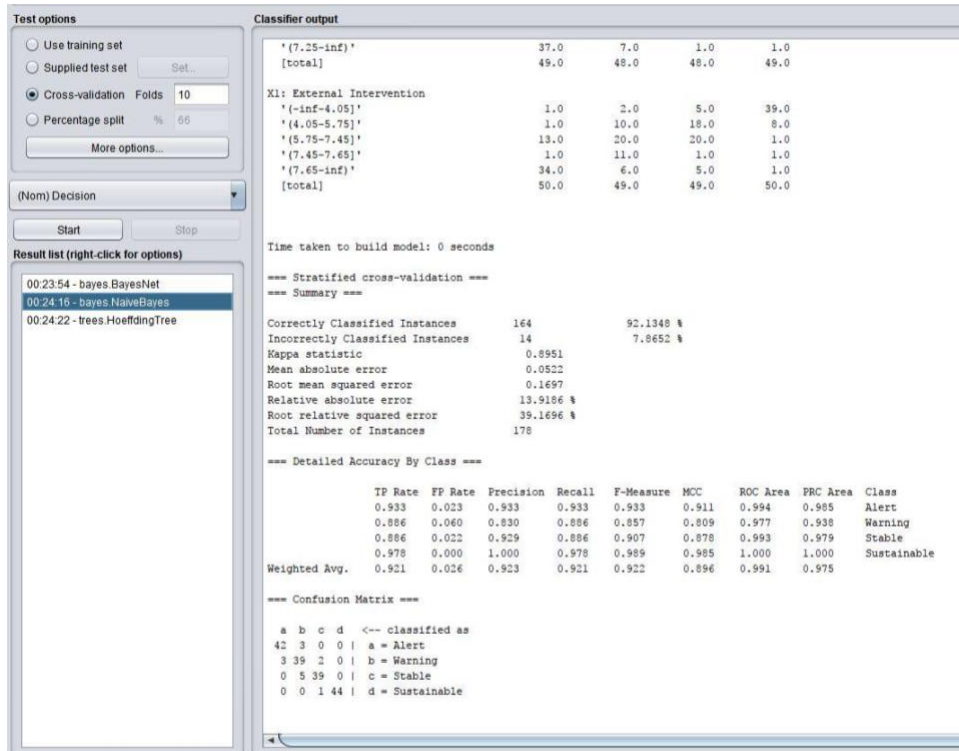 Test options
Use training set
Supplied test set Set...
Cross-validation Folds 10
Percentage split % 66
More options...
(Nom) Decision
Start Stop
Result list (right-click for options)
00:23:54 - bayes.BayesNet
00:24:16 - bayes.NaiveBayes
00:24:22 - trees.HoeffdingTree
Classifier output
'(7.25-inf)' 37.0 7.0 1.0 1.0
[total] 49.0 48.0 48.0 49.0
X1: External Intervention
'(-inf-4.05]' 1.0 2.0 5.0 39.0
'(4.05-5.75]' 1.0 10.0 18.0 8.0
'(5.75-7.45]' 13.0 20.0 20.0 1.0
'(7.45-7.65]' 1.0 11.0 1.0 1.0
'(7.65-inf)' 34.0 6.0 5.0 1.0
[total] 50.0 49.0 49.0 50.0
Time taken to build model: 0 seconds
=== Stratified cross-validation ===
=== Summary ===
Correctly Classified Instances 164 92.1348 %
Incorrectly Classified Instances 14 7.8652 %
Kappa statistic 0.8951
Mean absolute error 0.0522
Root mean squared error 0.1697
Relative absolute error 13.9186 %
Root relative squared error 39.1696 %
Total Number of Instances 178
=== Detailed Accuracy By Class ===
TP Rate FP Rate Precision Recall F-Measure MCC ROC Area PRC Area Class
0.933 0.023 0.933 0.933 0.933 0.911 0.994 0.985 Alert
0.886 0.060 0.830 0.886 0.857 0.809 0.977 0.938 Warning
0.886 0.022 0.929 0.886 0.907 0.878 0.993 0.979 Stable
0.978 0.000 1.000 0.978 0.989 0.985 1.000 1.000 Sustainable
Weighted Avg. 0.921 0.026 0.923 0.921 0.922 0.896 0.991 0.975
=== Confusion Matrix ===
a b c d <-- classified as
42 3 0 0 | a = Alert
3 39 2 0 | b = Warning
0 5 39 0 | c = Stable
0 0 1 44 | d = Sustainable